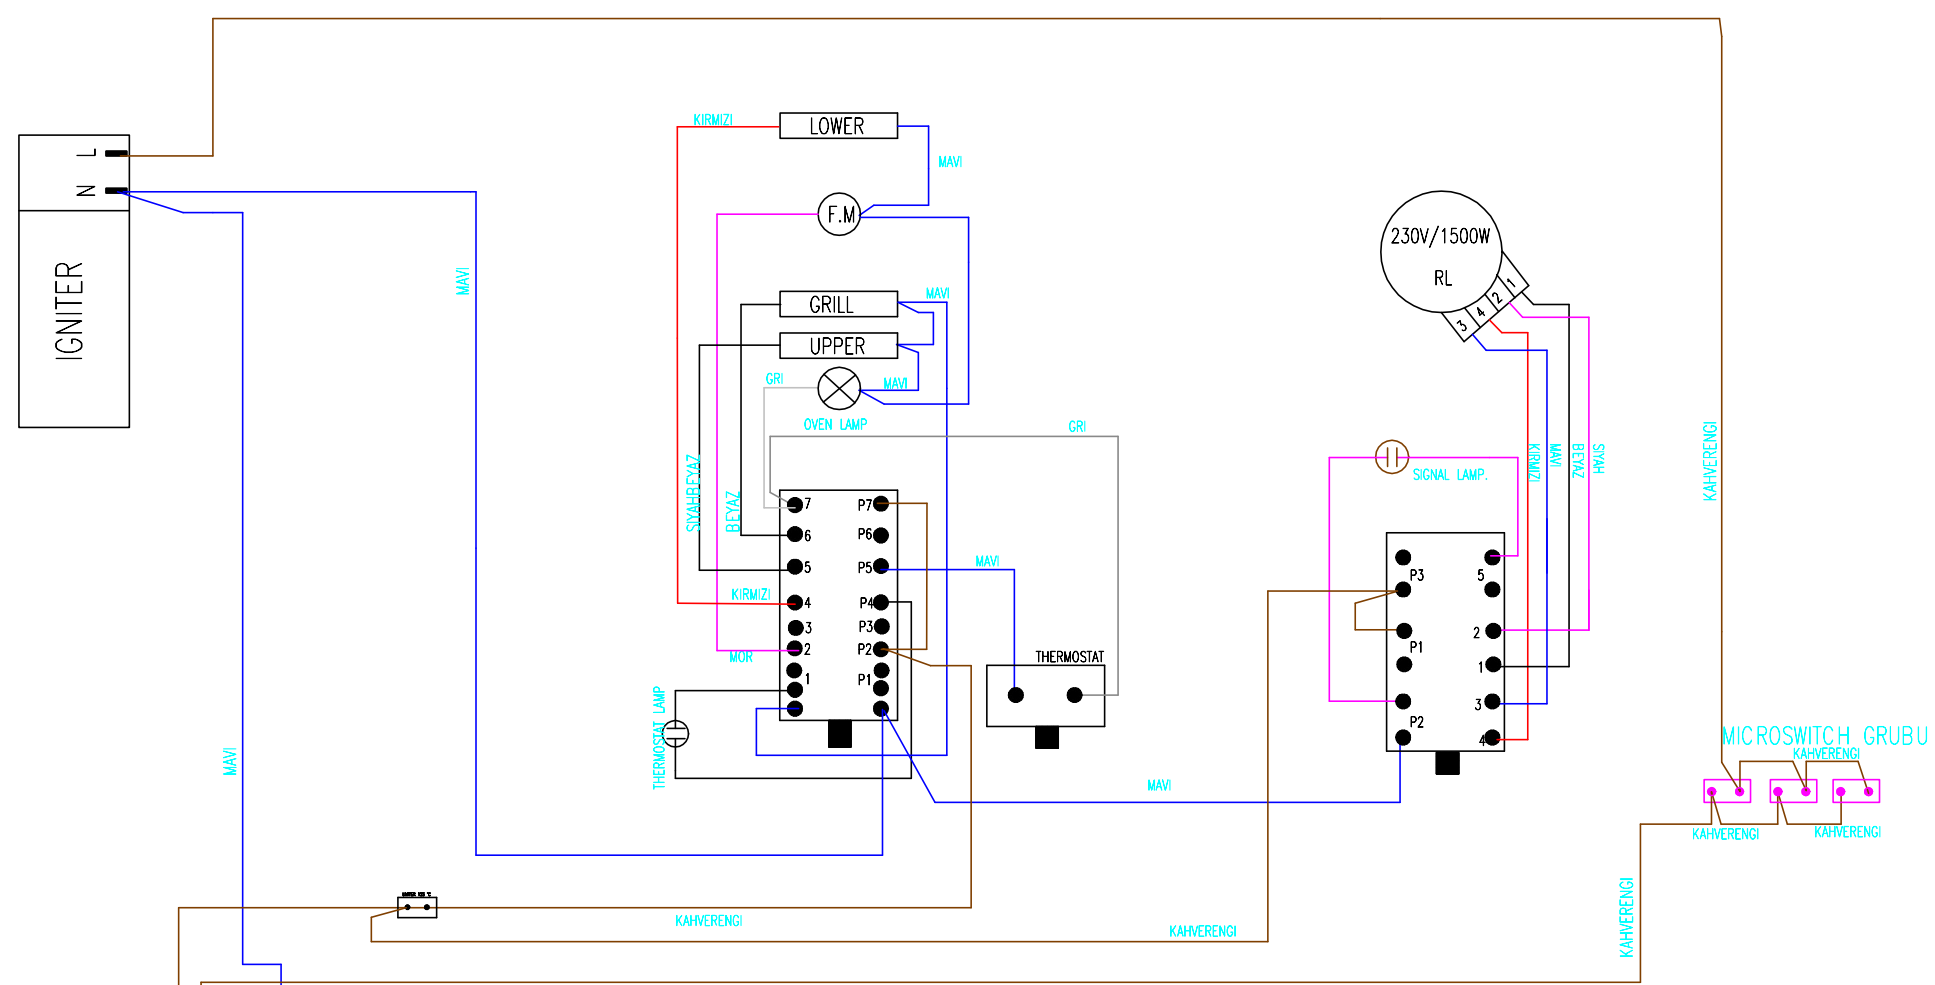 L
N
IGNITER
MAVI
MAVI
KIRMIZI
LOWER
MAVI
F.M
GRILL
MAVI
UPPER
GRI
MAVI
OVEN LAMP
GRI
SIYAHBEYAZ
BEYAZ
7
P7
6
P6
5
P5
MAVI
KIRMIZI
4
P4
3
P3
2
P2
MOR
1
P1
THERMOSTAT LAMP
THERMOSTAT
230V/1500W
RL
1
2
4
3
SIGNAL LAMP.
KIRMIZI
MAVI
BEYAZ
SIYAH
P3
5
2
P1
1
3
P2
4
MAVI
KAHVERENGI
MICROSWITCH GRUBU
KAHVERENGI
KAHVERENGI
KAHVERENGI
KAHVERENGI
KAHVERENGI
KAHVERENGI